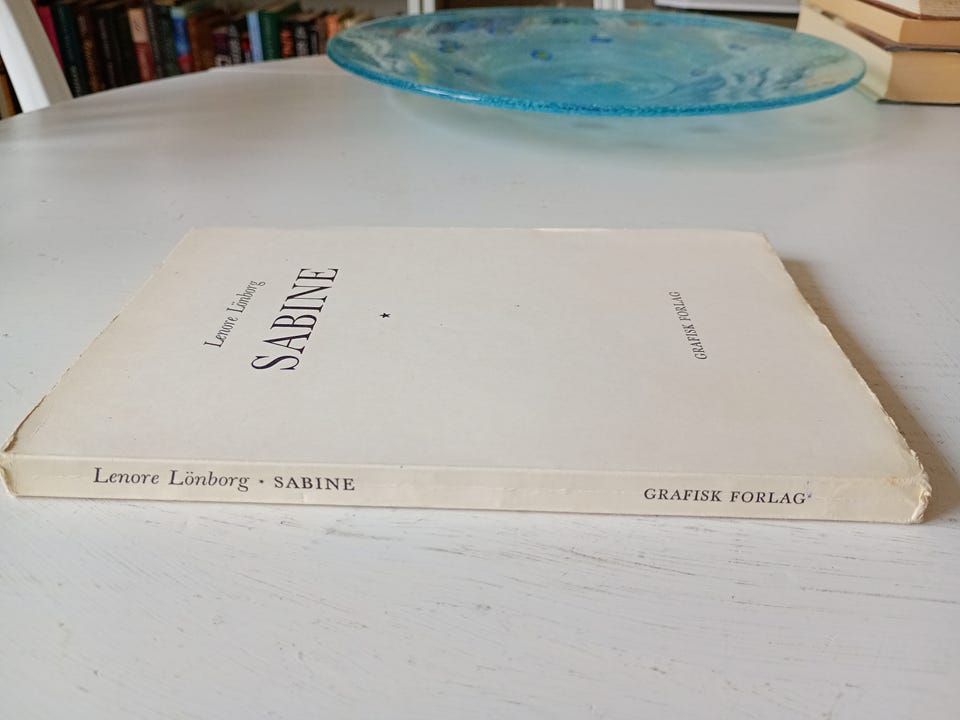 Lenore Lönborg
SABINE
★
GRAFISK FORLAG
Lenore Lönborg · SABINE
GRAFISK FORLAG